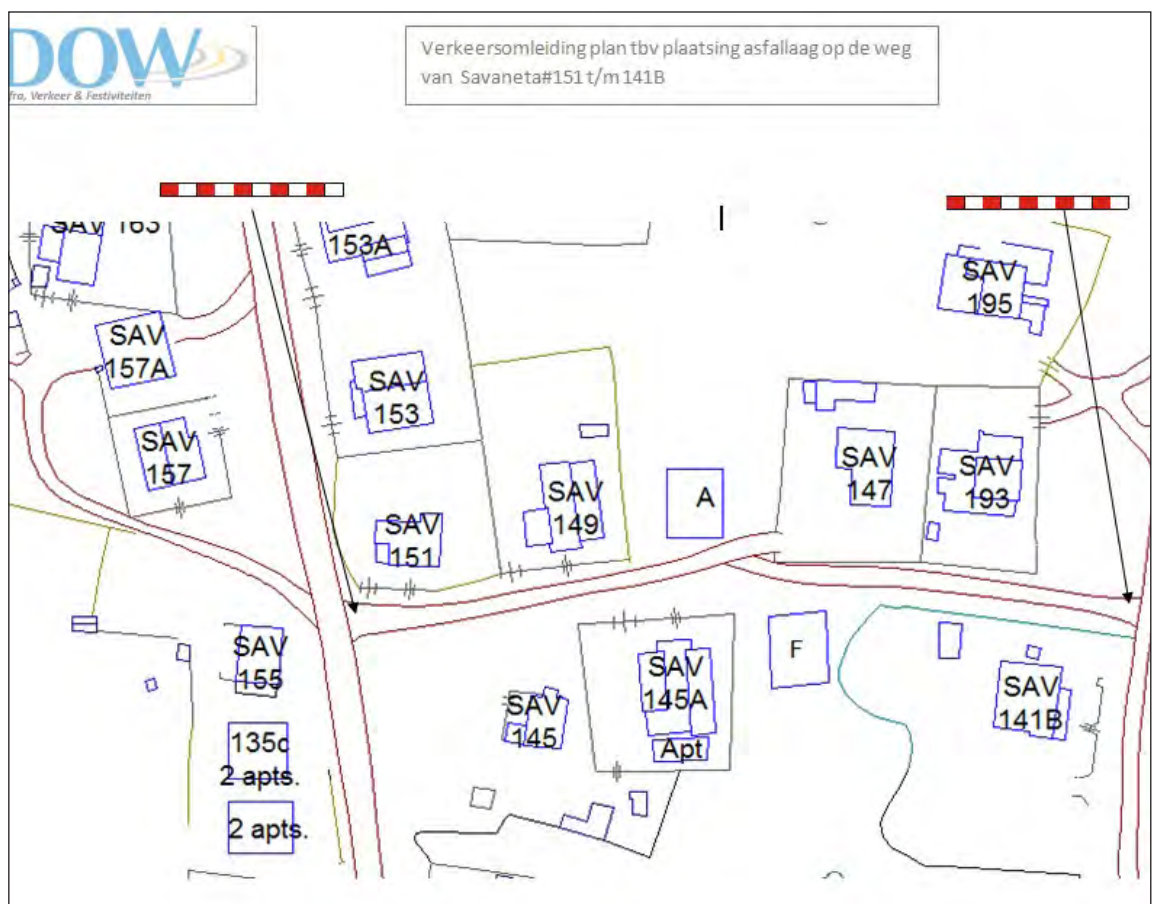 DOW
fra, Verkeer & Festiviteiten
Verkeersomleiding plan tbv plaatsing asfallaag op de weg
van Savaneta#151 t/m 141B
SAV 163
153A
SAV
195
SAV
157A
SAV
153
SAV
157
SAV
147
SAV
193
SAV
149
A
SAV
151
SAV
155
F
SAV
145A
SAV
141B
SAV
145
Apt
135c
2 apts.
2 apts.